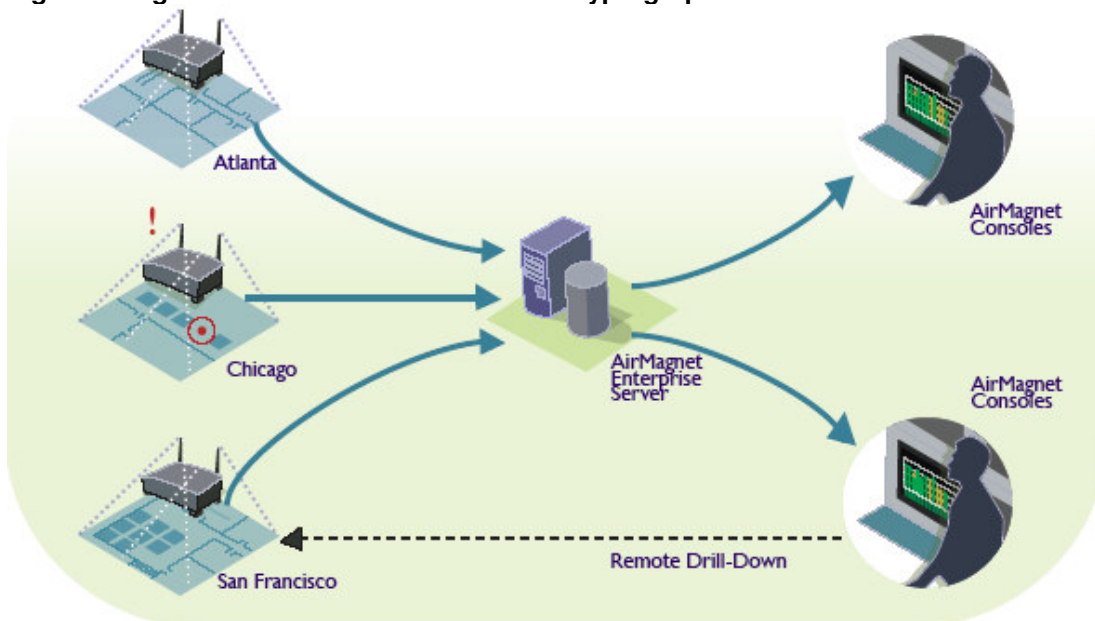 Atlanta
!
Chicago
San Francisco
AirMagnet
Enterprise
Server
AirMagnet
Consoles
AirMagnet
Consoles
Remote Drill-Down